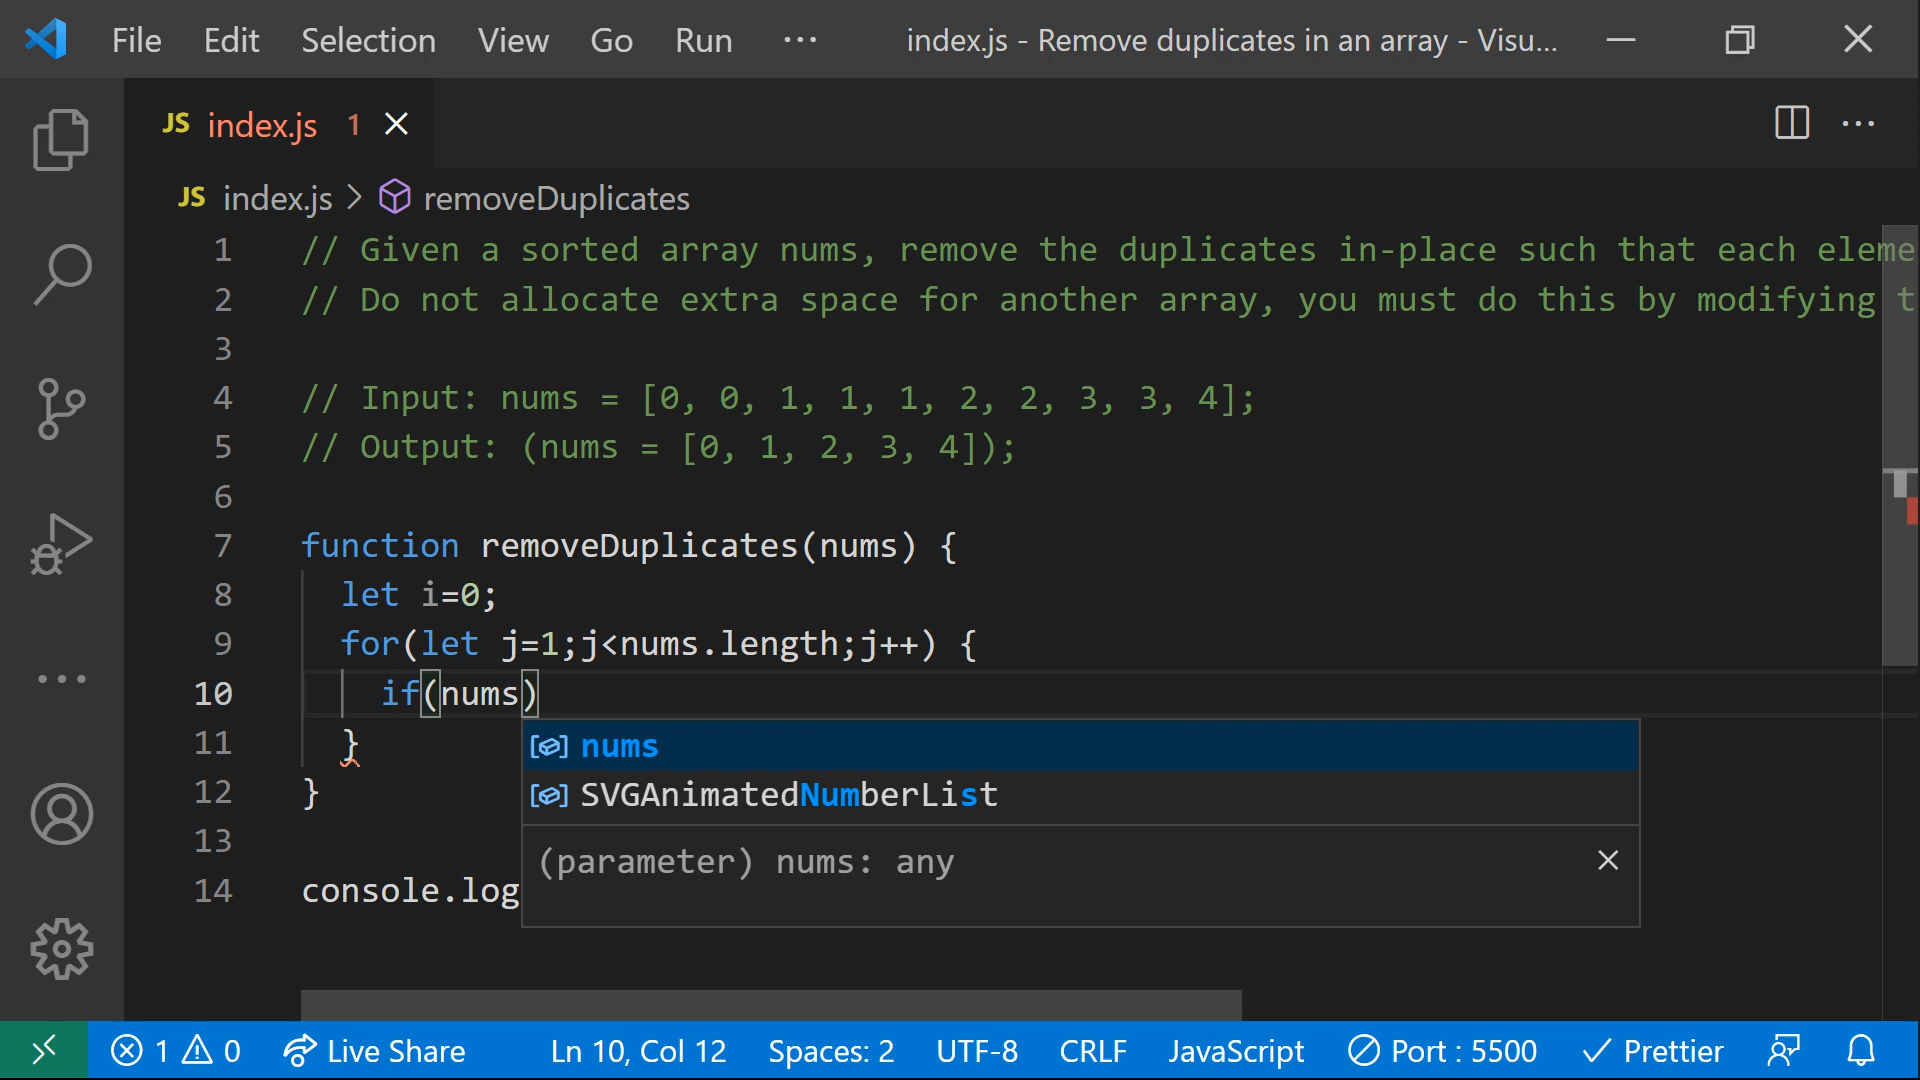 File Edit Selection View Go Run ··· index.js - Remove duplicates in an array - Visu...
JS index.js 1
JS index.js > removeDuplicates
1 // Given a sorted array nums, remove the duplicates in-place such that each eleme
2 // Do not allocate extra space for another array, you must do this by modifying t
3
4 // Input: nums = [0, 0, 1, 1, 1, 2, 2, 3, 3, 4];
5 // Output: (nums = [0, 1, 2, 3, 4]);
6
7 function removeDuplicates(nums) {
8 let i=0;
9 for(let j=1;j<nums.length;j++) {
10 if(nums)
11 }
nums
12 }
SVGAnimatedNumberList
13
(parameter) nums: any
14 console.log
1 0 Live Share Ln 10, Col 12 Spaces: 2 UTF-8 CRLF JavaScript Port : 5500 Prettier